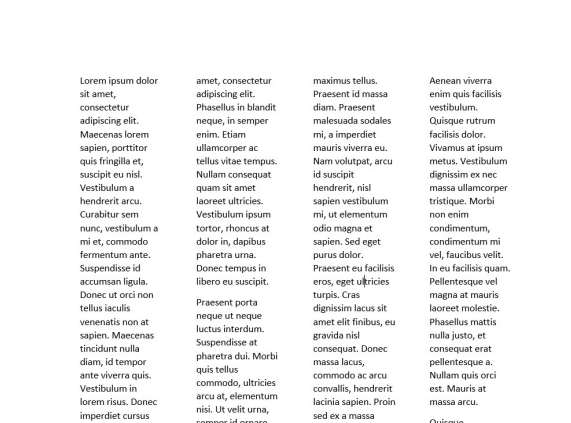 Lorem ipsum dolor
sit amet,
consectetur
adipiscing elit.
Maecenas lorem
sapien, porttitor
quis fringilla et,
suscipit eu nisl.
Vestibulum a
hendrerit arcu.
Curabitur sem
nunc, vestibulum a
mi et, commodo
fermentum ante.
Suspendisse id
accumsan ligula.
Donec ut orci non
tellus iaculis
venenatis non at
sapien. Maecenas
tincidunt nulla
diam, id tempor
ante viverra quis.
Vestibulum in
lorem risus. Donec
imperdiet cursus
amet, consectetur
adipiscing elit.
Phasellus in blandit
neque, in semper
enim. Etiam
ullamcorper ac
tellus vitae tempus.
Nullam consequat
quam sit amet
laoreet ultricies.
Vestibulum ipsum
tortor, rhoncus at
dolor in, dapibus
pharetra urna.
Donec tempus in
libero eu suscipit.
Praesent porta
neque ut neque
luctus interdum.
Suspendisse at
pharetra dui. Morbi
quis tellus
commodo, ultricies
arcu at, elementum
nisi. Ut velit urna,
semper id ornare
maximus tellus.
Praesent id massa
diam. Praesent
malesuada sodales
mi, a imperdiet
mauris viverra eu.
Nam volutpat, arcu
id suscipit
hendrerit, nisl
sapien vestibulum
mi, ut elementum
odio magna et
sapien. Sed eget
purus dolor.
Praesent eu facilisis
eros, eget ultricies
turpis. Cras
dignissim lacus sit
amet elit finibus, eu
gravida nisl
consequat. Donec
massa lacus,
commodo ac arcu
convallis, hendrerit
lacinia sapien. Proin
sed ex a massa
Aenean viverra
enim quis facilisis
vestibulum.
Quisque rutrum
facilisis dolor.
Vivamus at ipsum
metus. Vestibulum
dignissim ex nec
massa ullamcorper
tristique. Morbi
non enim
condimentum,
condimentum mi
vel, faucibus velit.
In eu facilisis quam.
Pellentesque vel
magna at mauris
laoreet molestie.
Phasellus mattis
nulla justo, et
consequat erat
pellentesque a.
Nullam quis orci
est. Mauris at
massa arcu.
Quisque